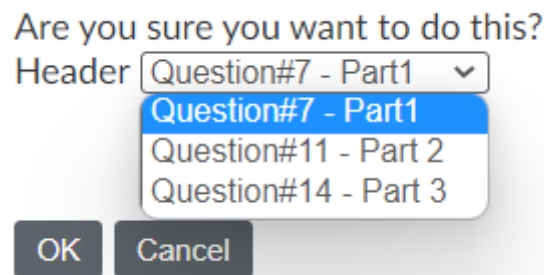 Are you sure you want to do this?
Header Question#7 - Part1
Question#7 - Part1
Question#11 - Part 2
Question#14 - Part 3
OK Cancel